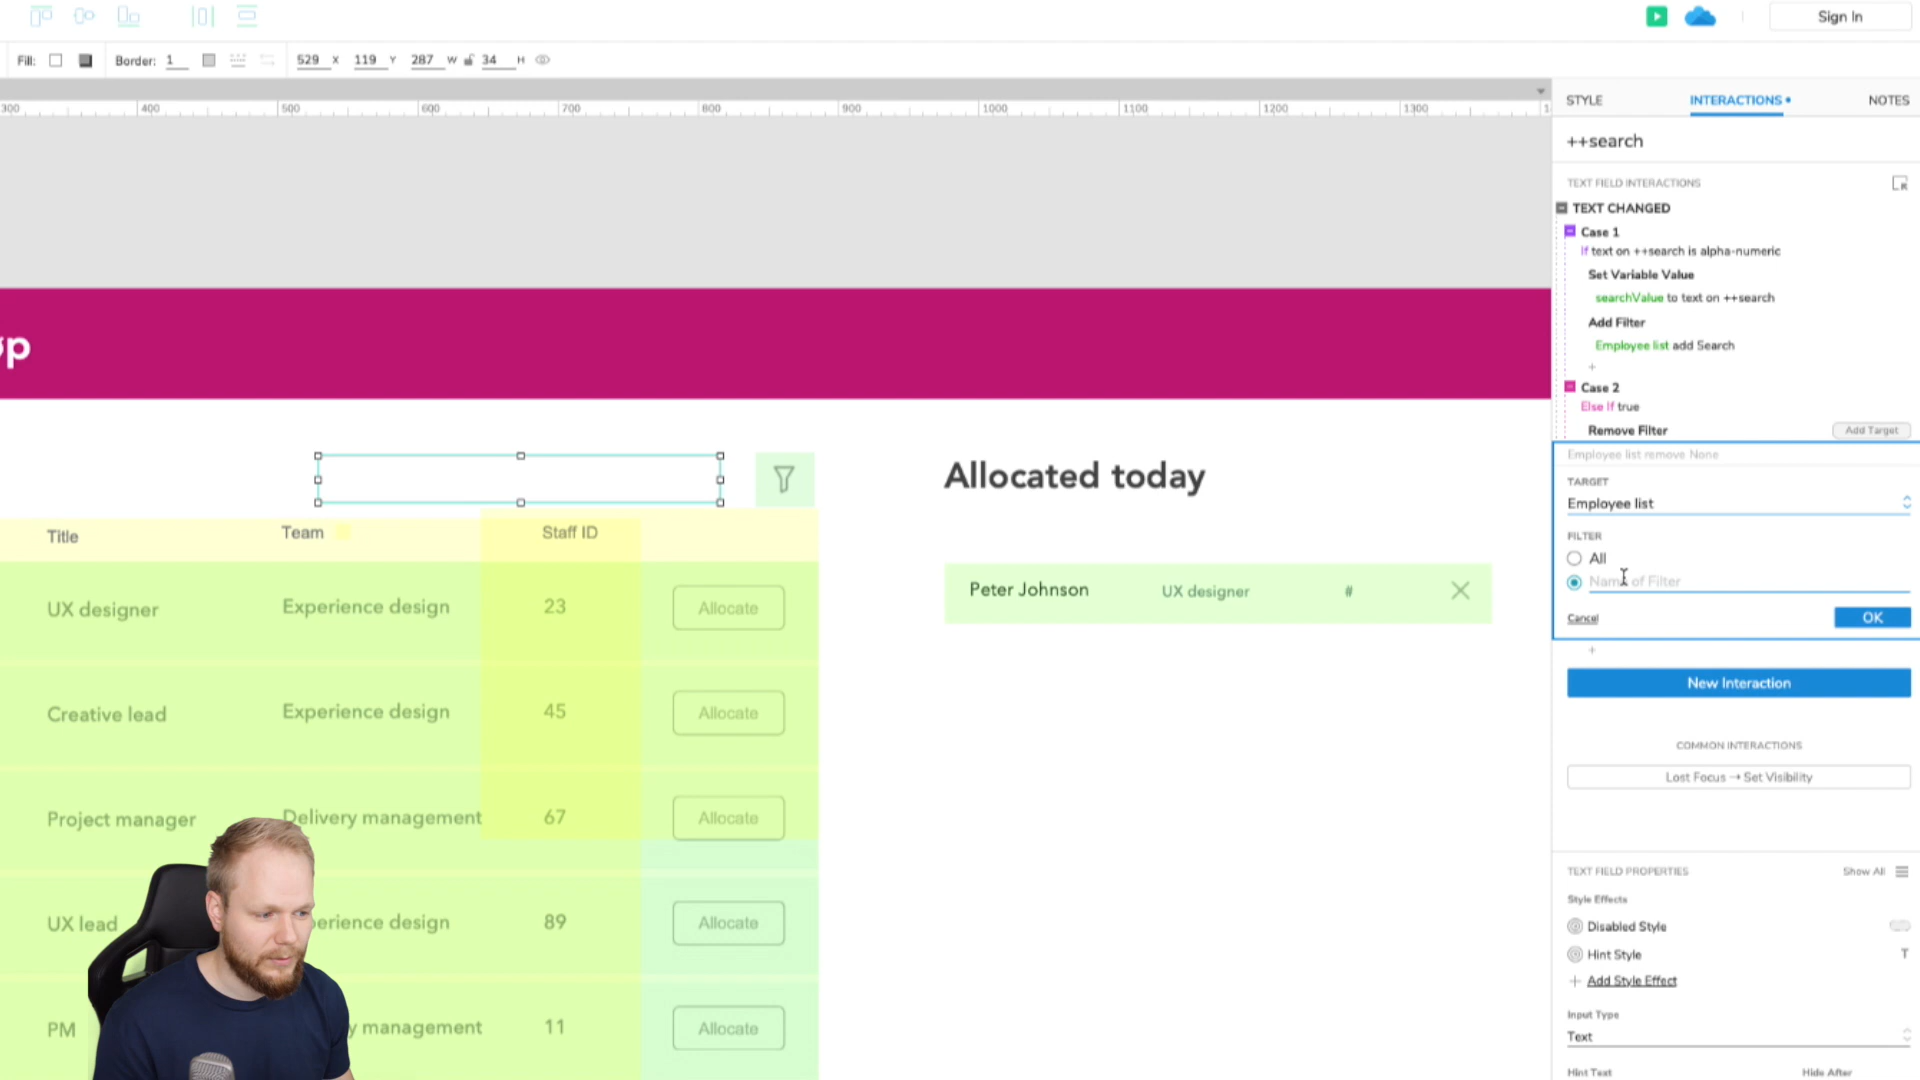 Sign In
Fill: Border: 1 529 X 119 Y 287 W 34 H
300 400 500 600 700 800 900 1000 1100 1200 1300
STYLE INTERACTIONS NOTES
++search
TEXT FIELD INTERACTIONS
TEXT CHANGED
Case 1
If text on ++search is alpha-numeric
Set Variable Value
searchValue to text on ++search
Add Filter
Employee list add Search
Case 2
Else If true
Remove Filter Add Target
Employee list remove None
TARGET
Employee list
FILTER
All
Name of Filter
Cancel OK
New Interaction
COMMON INTERACTIONS
Lost Focus → Set Visibility
TEXT FIELD PROPERTIES Show All
Style Effects
Disabled Style
Hint Style T
Add Style Effect
Input Type
Text
Hint Text Hide After
Allocated today
Title Team Staff ID
UX designer Experience design 23 Allocate
Creative lead Experience design 45 Allocate
Project manager Delivery management 67 Allocate
UX lead perience design 89 Allocate
PM y management 11 Allocate
Peter Johnson UX designer #